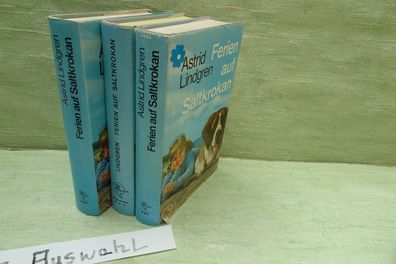 Astrid Lindgren
Ferien auf Saltkrokan
LINDGREN · FERIEN AUF SALTKROKAN
Astrid Lindgren
Ferien auf Saltkrokan
Astrid
Lindgren
Ferien
auf
Saltkrokan
Auswahl